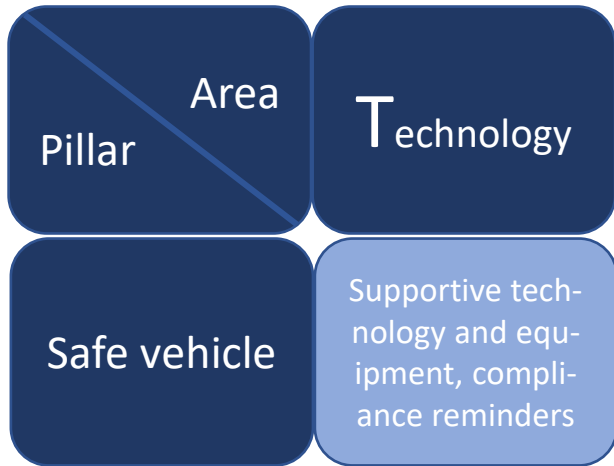 Area
Pillar
Technology
Safe vehicle
Supportive tech-
nology and equ-
ipment, compli-
ance reminders